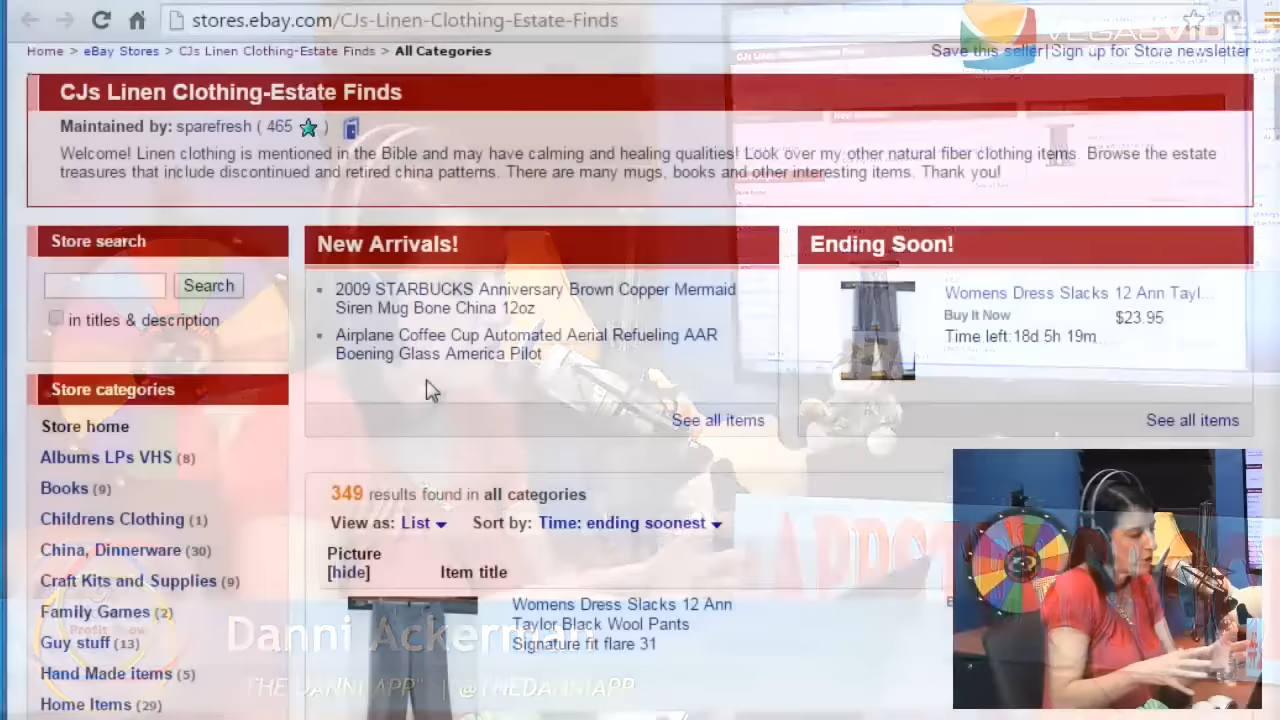 stores.ebay.com/CJs-Linen-Clothing-Estate-Finds
VEGASVIDEO
Home > eBay Stores > CJs Linen Clothing-Estate Finds > All Categories
Save this seller | Sign up for Store newsletter
CJs Linen Clothing-Estate Finds
Maintained by: sparefresh ( 465 )
Welcome! Linen clothing is mentioned in the Bible and may have calming and healing qualities! Look over my other natural fiber clothing items. Browse the estate
treasures that include discontinued and retired china patterns. There are many mugs, books and other interesting items. Thank you!
Store search
Search
in titles & description
New Arrivals!
2009 STARBUCKS Anniversary Brown Copper Mermaid
Siren Mug Bone China 12oz
Airplane Coffee Cup Automated Aerial Refueling AAR
Boening Glass America Pilot
See all items
Ending Soon!
Womens Dress Slacks 12 Ann Tayl...
Buy It Now
$23.95
Time left:18d 5h 19m
See all items
Store categories
Store home
Albums LPs VHS (8)
Books (9)
Childrens Clothing (1)
China, Dinnerware (30)
Craft Kits and Supplies (9)
Family Games (2)
Guy stuff (13)
Hand Made items (5)
Home Items (29)
349 results found in all categories
View as: List Sort by: Time: ending soonest
Picture
[hide]
Item title
Womens Dress Slacks 12 Ann
Taylor Black Wool Pants
Signature fit flare 31
Danni Ackerman
"THE DANNI APP" | @THEDANNIAPP